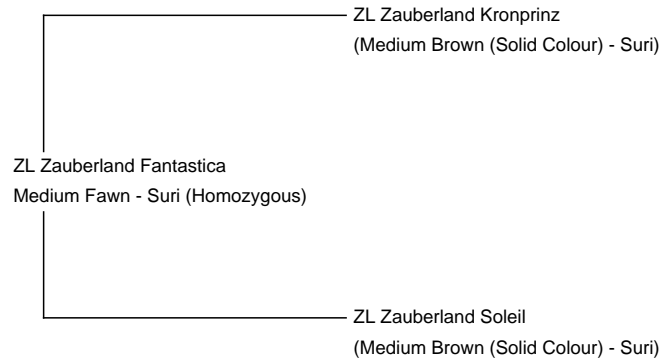 ZL Zauberland Kronprinz
(Medium Brown (Solid Colour) - Suri)
ZL Zauberland Fantastica
Medium Fawn - Suri (Homozygous)
ZL Zauberland Soleil
(Medium Brown (Solid Colour) - Suri)